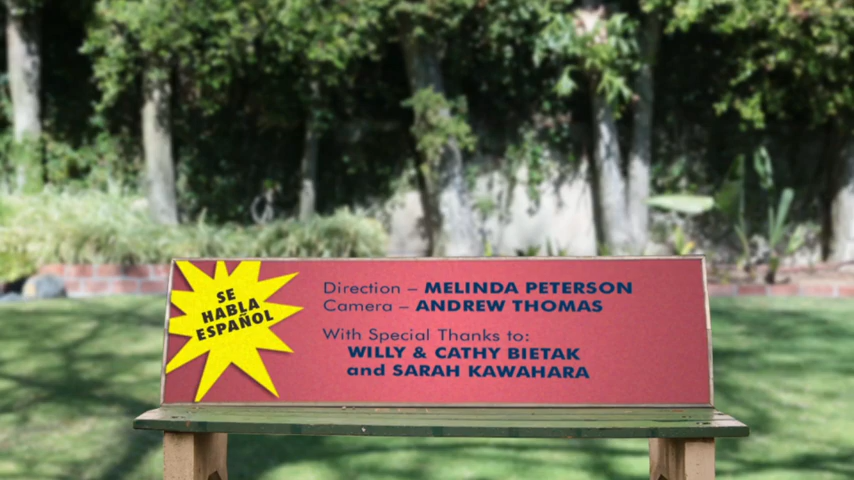 SE
HABLA
ESPAÑOL
Direction – MELINDA PETERSON
Camera – ANDREW THOMAS
With Special Thanks to:
WILLY & CATHY BIETAK
and SARAH KAWAHARA